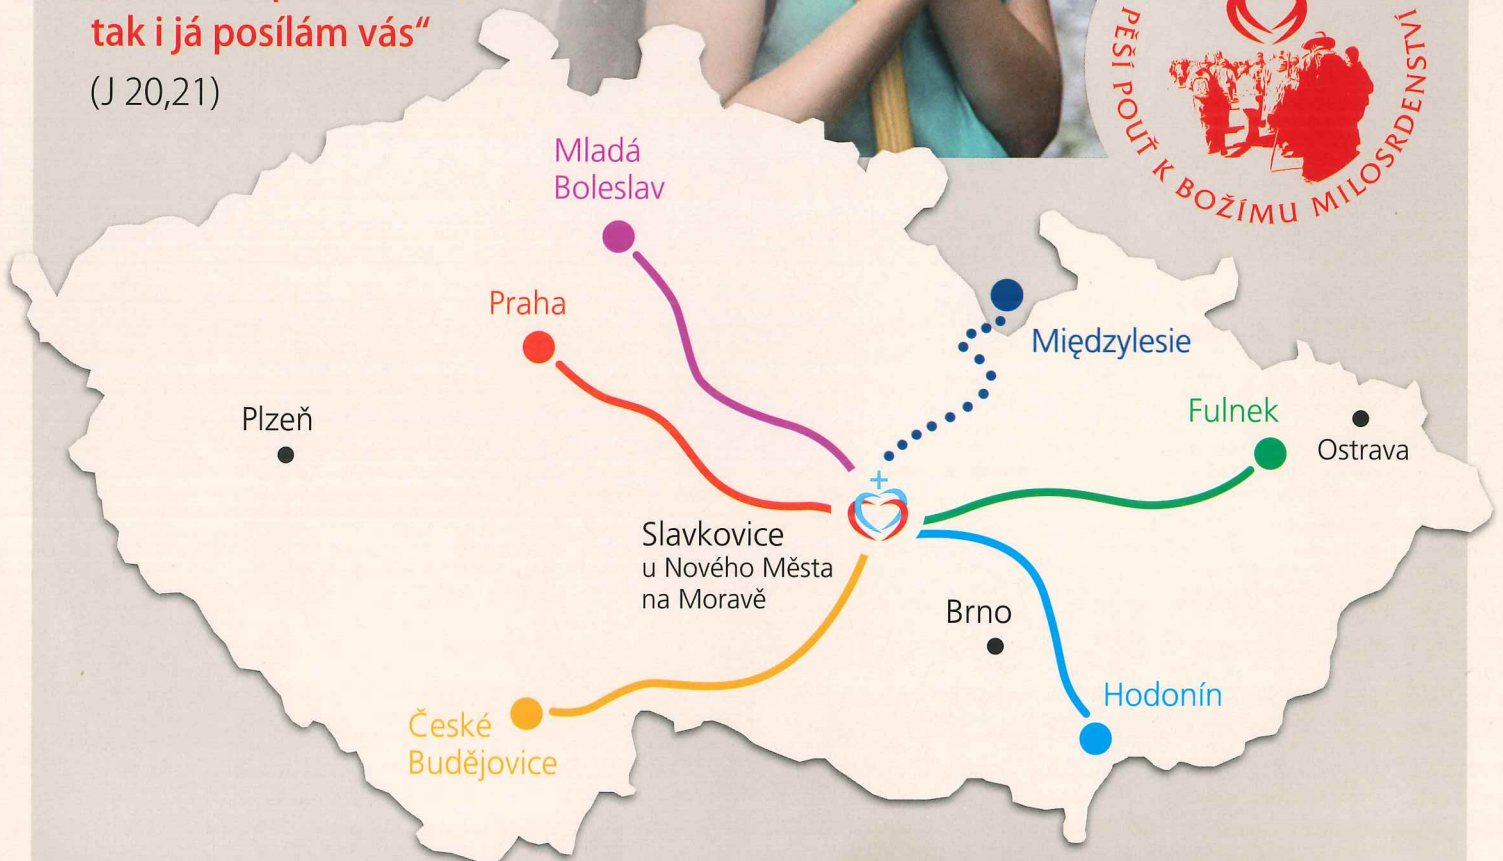 tak i já posílám vás“
(J 20,21)
PĚŠÍ POUŤ K BOŽÍMU MILOSRDENSTVÍ
Mladá
Boleslav
Praha
Międzylesie
Plzeň
Fulnek
Ostrava
Slavkovice
u Nového Města
na Moravě
Brno
Hodonín
České
Budějovice